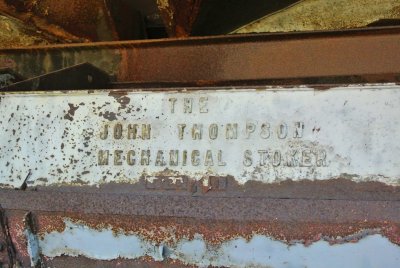 THE
JOHN THOMPSON
MECHANICAL STOKER